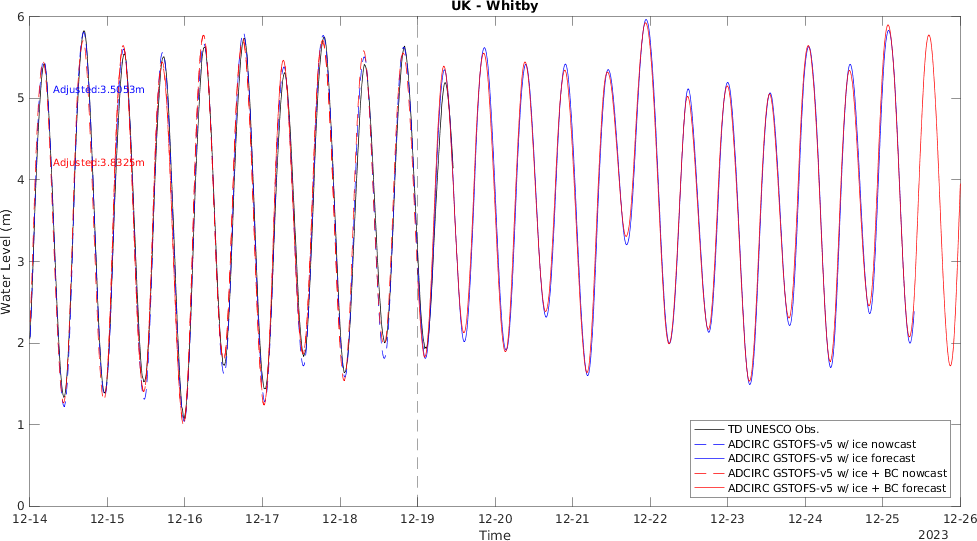 UK - Whitby
6
5
4
3
2
1
0
Water Level (m)
Adjusted:3.5053m
Adjusted:3.8325m
TD UNESCO Obs.
ADCIRC GSTOFS-v5 w/ ice nowcast
ADCIRC GSTOFS-v5 w/ ice forecast
ADCIRC GSTOFS-v5 w/ ice + BC nowcast
ADCIRC GSTOFS-v5 w/ ice + BC forecast
12-14 12-15 12-16 12-17 12-18 12-19 12-20 12-21 12-22 12-23 12-24 12-25 12-26
Time
2023